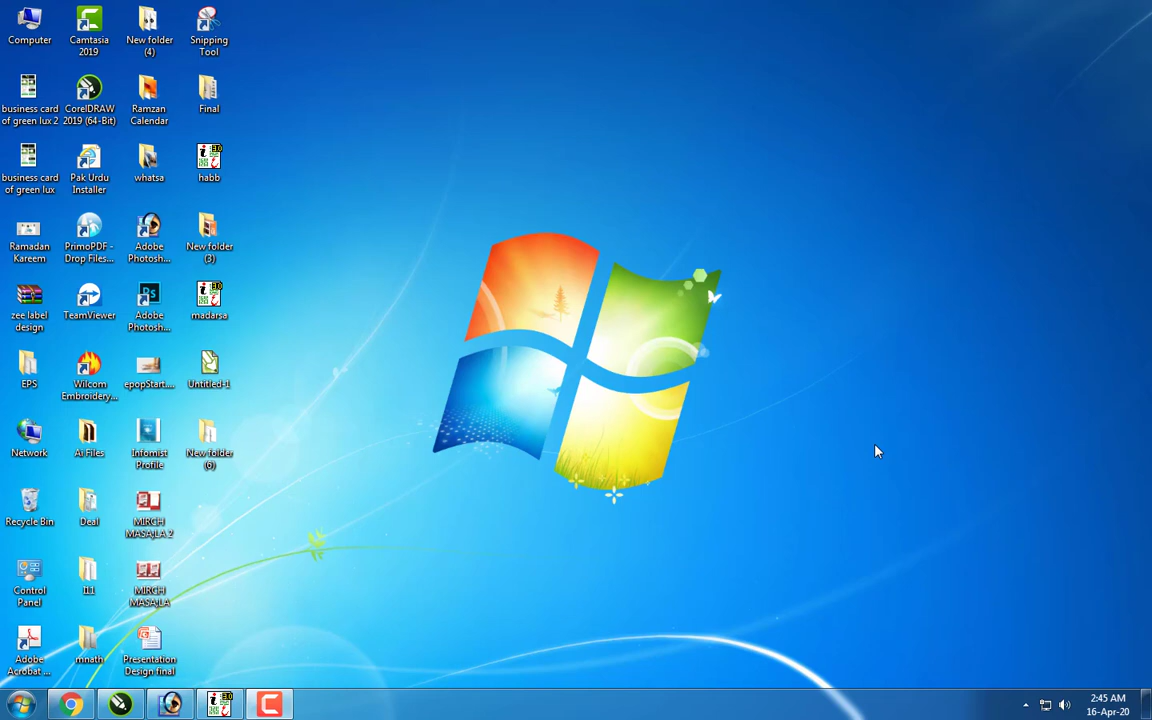 Computer
Camtasia
2019
New folder
(4)
Snipping
Tool
business card
of green lux 2
CorelDRAW
2019 (64-Bit)
Ramzan
Calendar
Final
business card
of green lux
Pak Urdu
Installer
whatsa
habb
Ramadan
Kareem
PrimoPDF -
Drop Files...
Adobe
Photosh...
New folder
(3)
zee label
design
TeamViewer
Adobe
Photosh...
madarsa
EPS
Wilcom
Embroidery...
epopStart....
Untitled-1
Network
Ai Files
Infomist
Profile
New folder
(6)
Recycle Bin
Deal
MIRCH
MASAJLA 2
Control
Panel
MIRCH
MASAJLA
Adobe
Acrobat ...
mnath
Presentation
Design final
2:45 AM
16-Apr-20